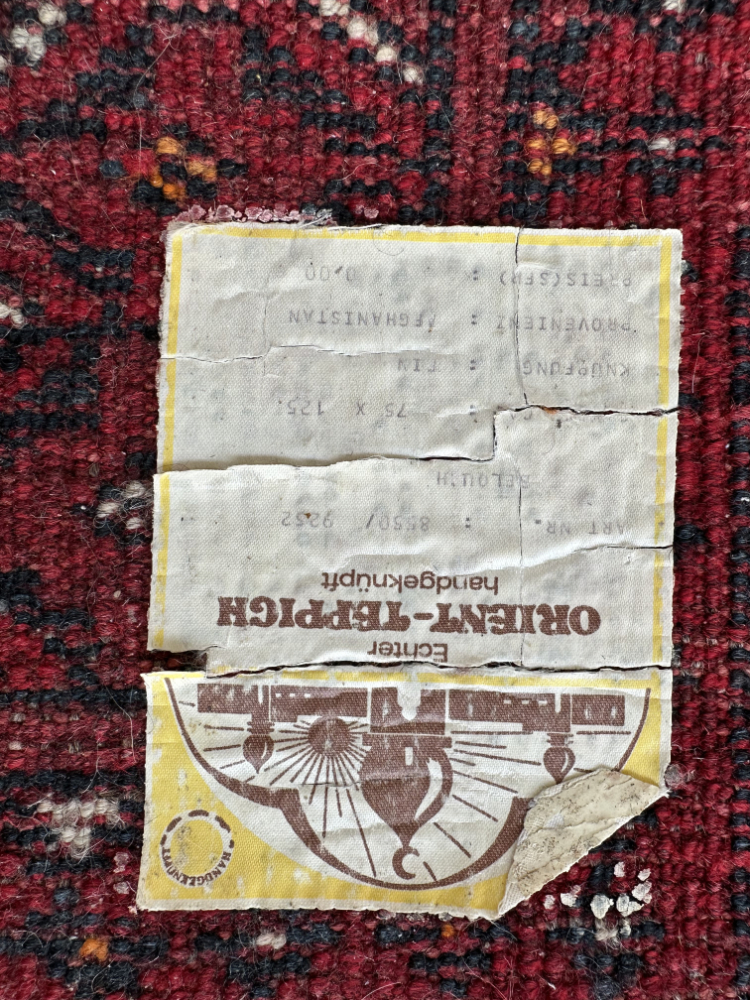 HANDGEKNÜPFT
Echter
ORIENT-TEPPICH
handgeknüpft
ART NR. : 8550/ 9252
BELOUCH
: 75 X 125
KNÜPFUNG : FIN
PROVENIENZ : AFGHANISTAN
PREIS(SFR) : 0.00